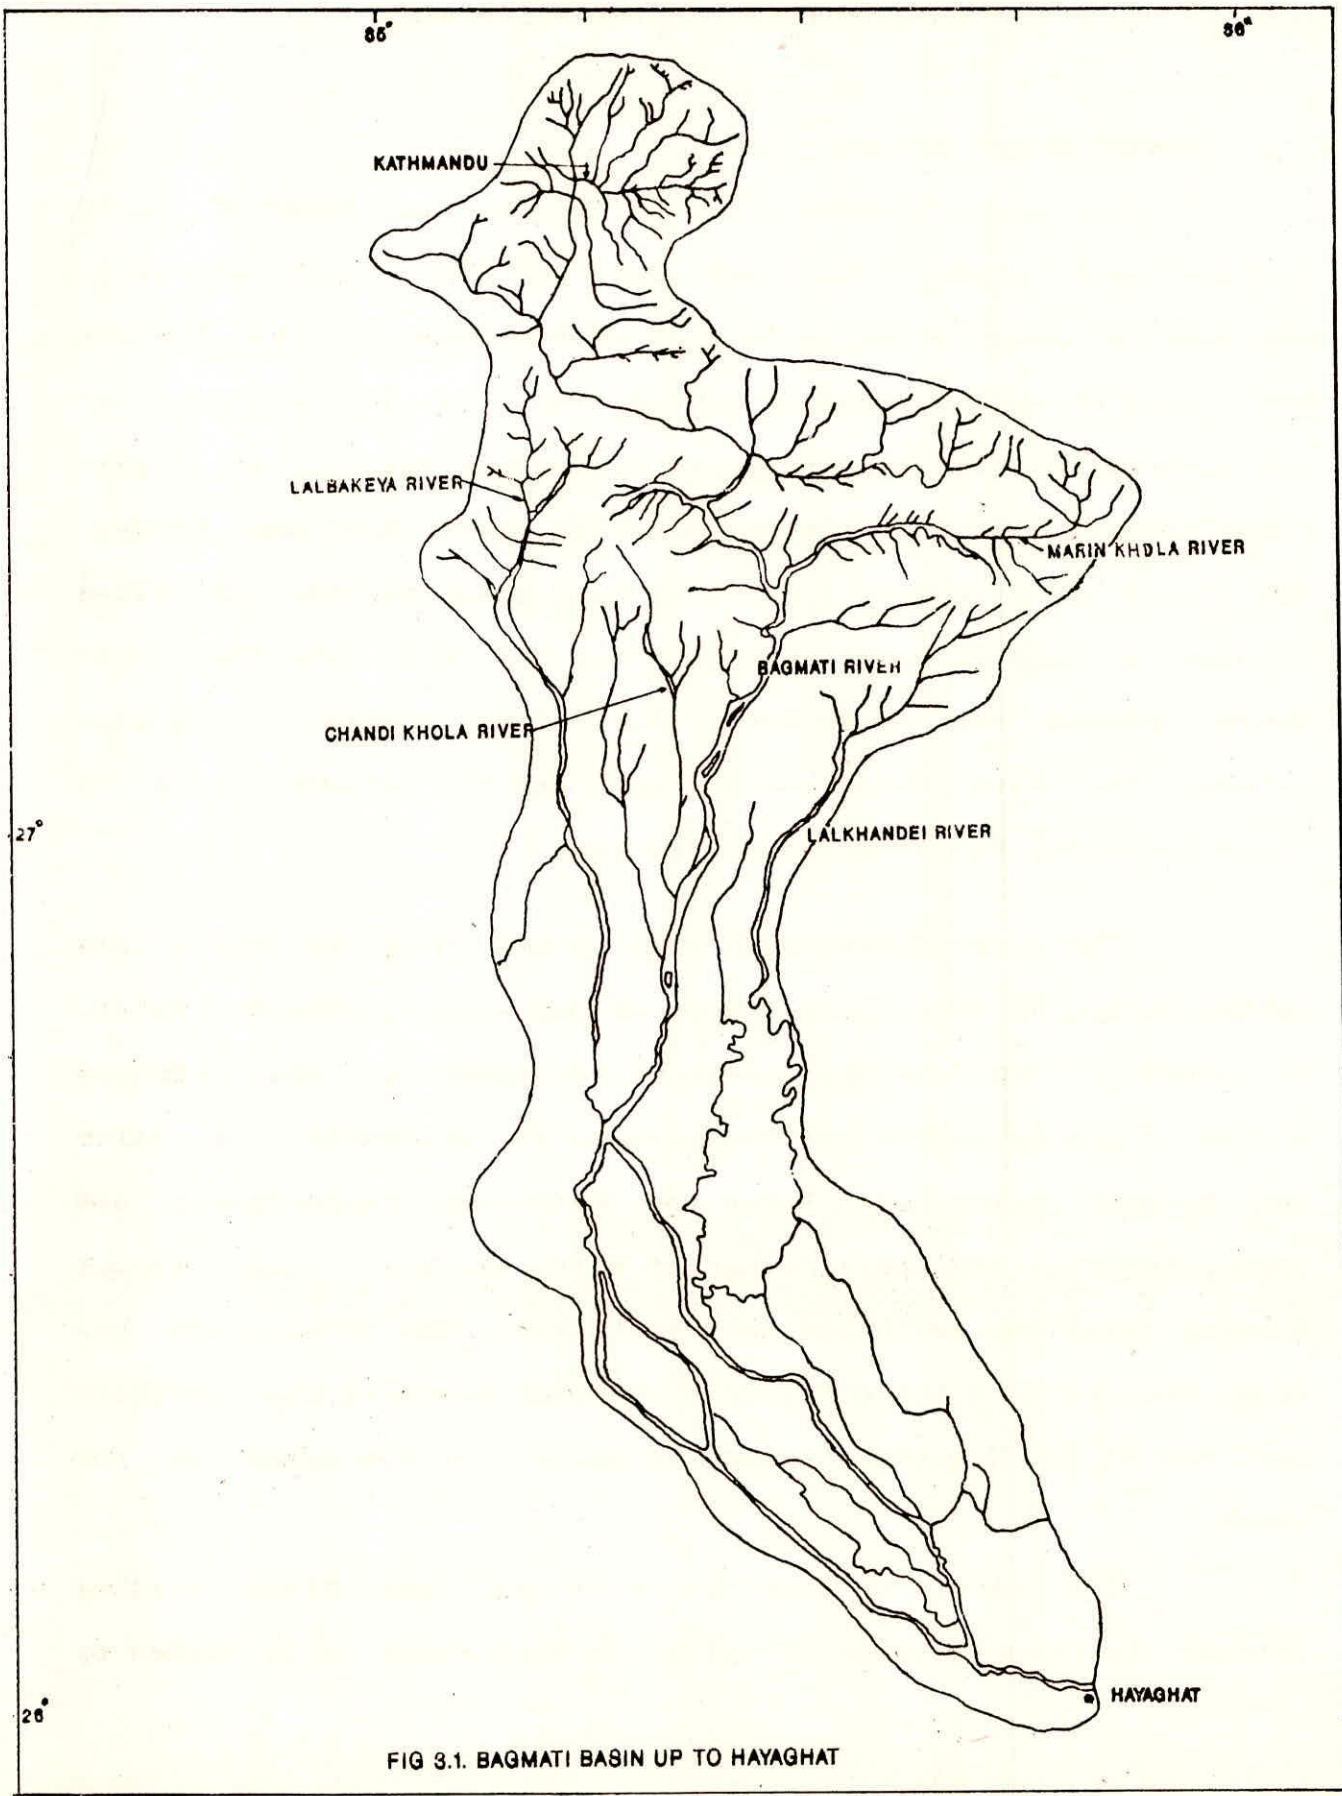 85° 86°
KATHMANDU
LALBAKEYA RIVER
MARIN KHOLA RIVER
BAGMATI RIVER
CHANDI KHOLA RIVER
27°
LALKHANDEI RIVER
HAYAGHAT
26°
FIG 3.1. BAGMATI BASIN UP TO HAYAGHAT